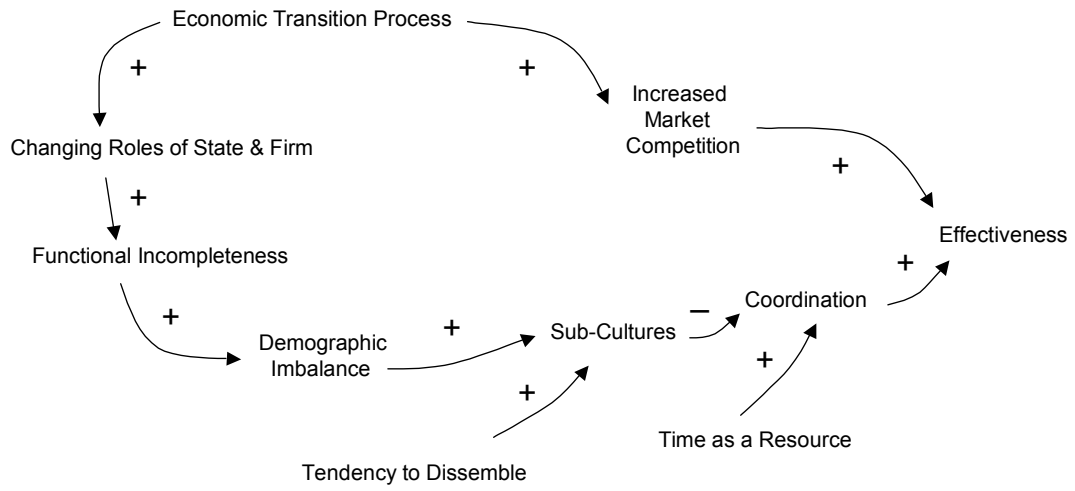 Economic Transition Process
+
+
Increased
Market
Competition
Changing Roles of State & Firm
+
+
Effectiveness
Functional Incompleteness
+
Coordination
+
+
–
Sub-Cultures
Demographic
Imbalance
+
+
Time as a Resource
Tendency to Dissemble